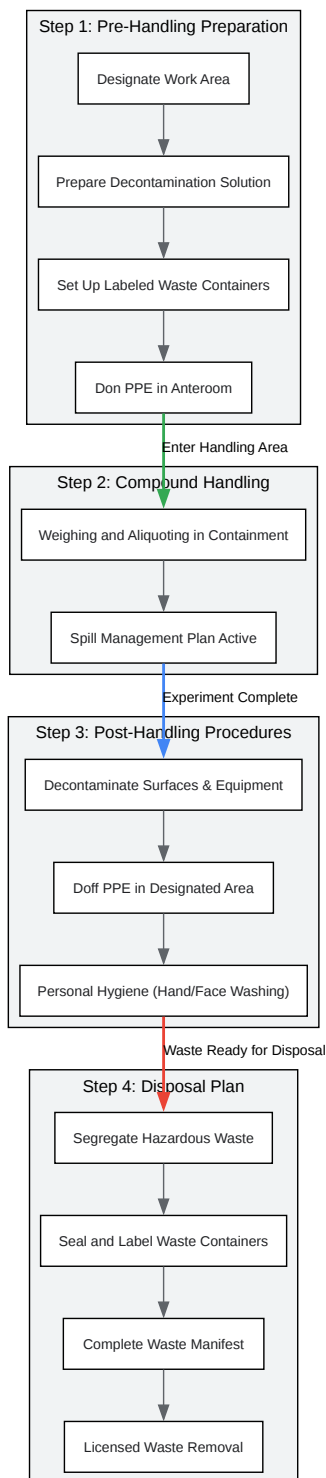 Step 1: Pre-Handling Preparation
Designate Work Area
Prepare Decontamination Solution
Set Up Labeled Waste Containers
Don PPE in Anteroom
Enter Handling Area
Step 2: Compound Handling
Weighing and Aliquoting in Containment
Spill Management Plan Active
Experiment Complete
Step 3: Post-Handling Procedures
Decontaminate Surfaces & Equipment
Doff PPE in Designated Area
Personal Hygiene (Hand/Face Washing)
Waste Ready for Disposal
Step 4: Disposal Plan
Segregate Hazardous Waste
Seal and Label Waste Containers
Complete Waste Manifest
Licensed Waste Removal